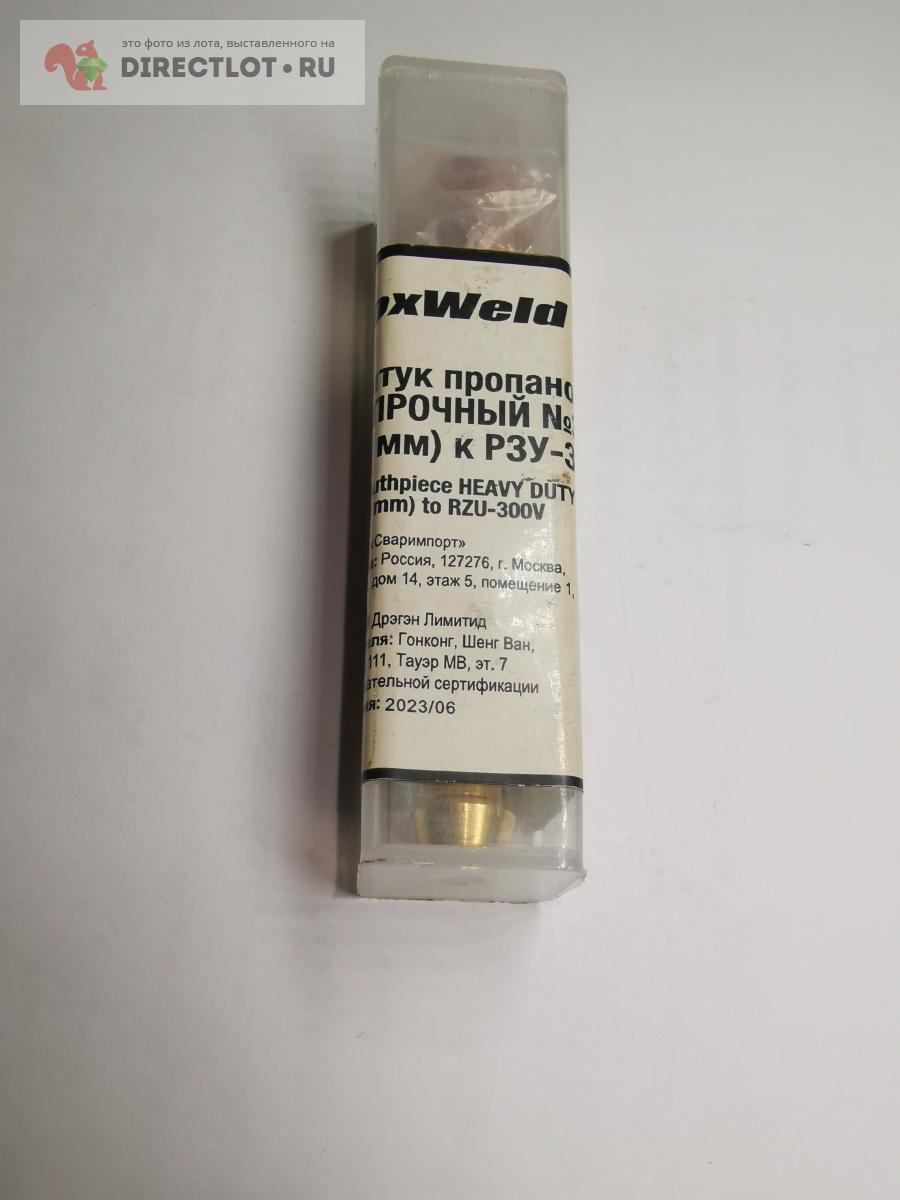 это фото из лота, выставленного на
DIRECTLOT•RU
oxWeld
тук пропано
ПРОЧНЫЙ №
мм) к РЗУ-3
uthpiece HEAVY DUTY
mm) to RZU-300V
«Сваримпорт»
а: Россия, 127276, г. Москва,
дом 14, этаж 5, помещение 1,
Дрэгэн Лимитид
ля: Гонконг, Шенг Ван,
111, Тауэр МВ, эт. 7
ательной сертификации
ия: 2023/06